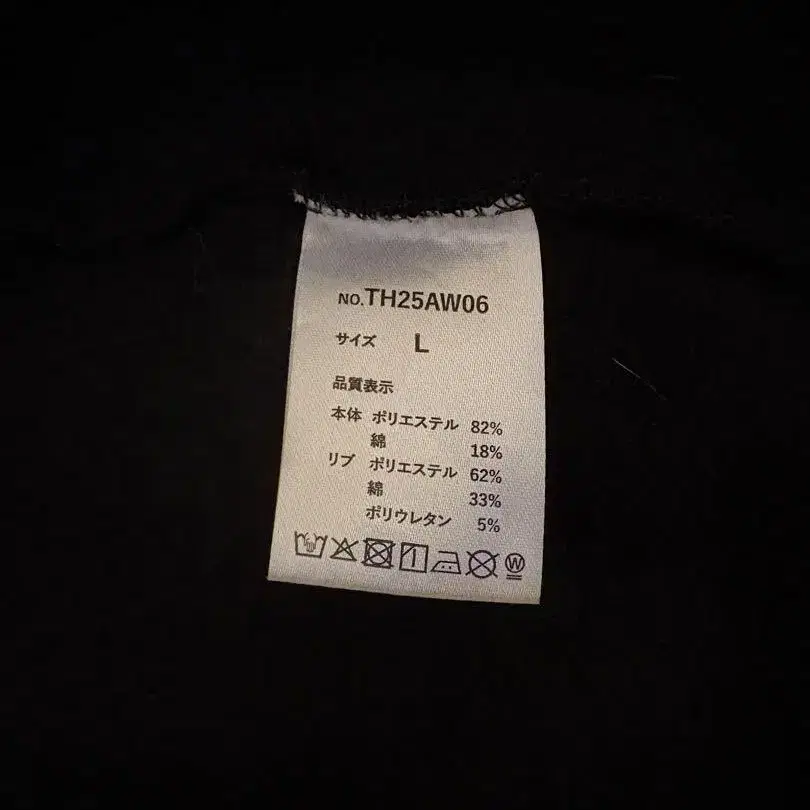 NO.TH25AW06
サイズ L
品質表示
本体 ポリエステル 82%
綿 18%
リブ ポリエステル 62%
綿 33%
ポリウレタン 5%
W